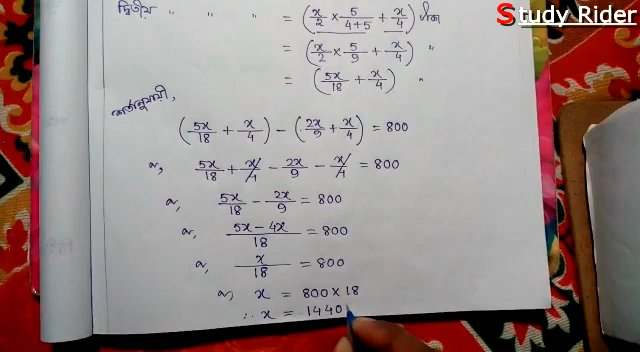 Study Rider
দ্বিতীয় " " " = (x/2 × 5/(4+5) + x/4) টাকা
= (x/2 × 5/9 + x/4) "
= (5x/18 + x/4) "
শর্তানুযায়ী,
(5x/18 + x/4) - (2x/9 + x/4) = 800
বা, 5x/18 + x/4 - 2x/9 - x/4 = 800
বা, 5x/18 - 2x/9 = 800
বা, (5x - 4x)/18 = 800
বা, x/18 = 800
বা, x = 800 × 18
∴ x = 1440